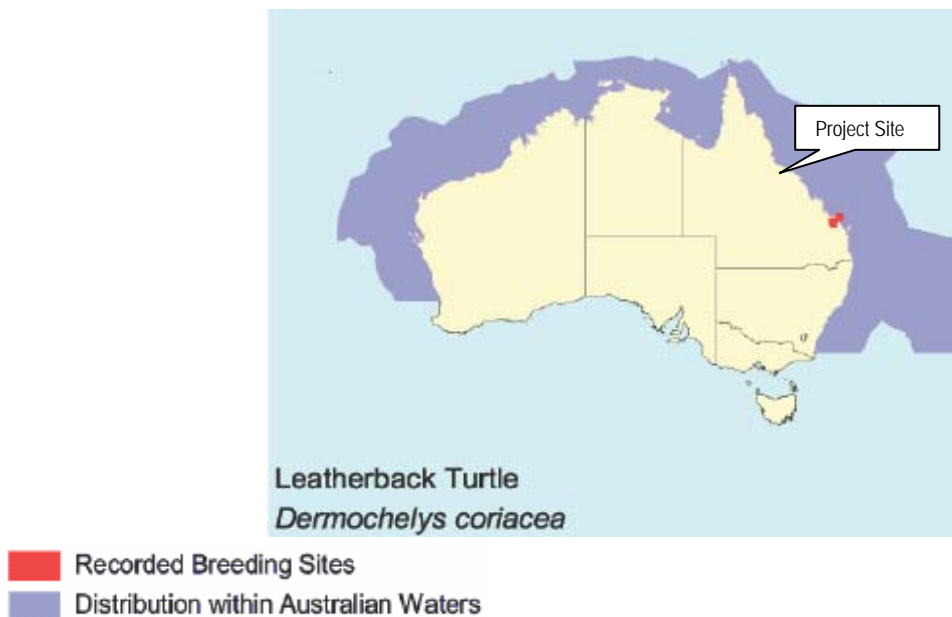 Project Site
Leatherback Turtle
Dermochelys coriacea
Recorded Breeding Sites
Distribution within Australian Waters